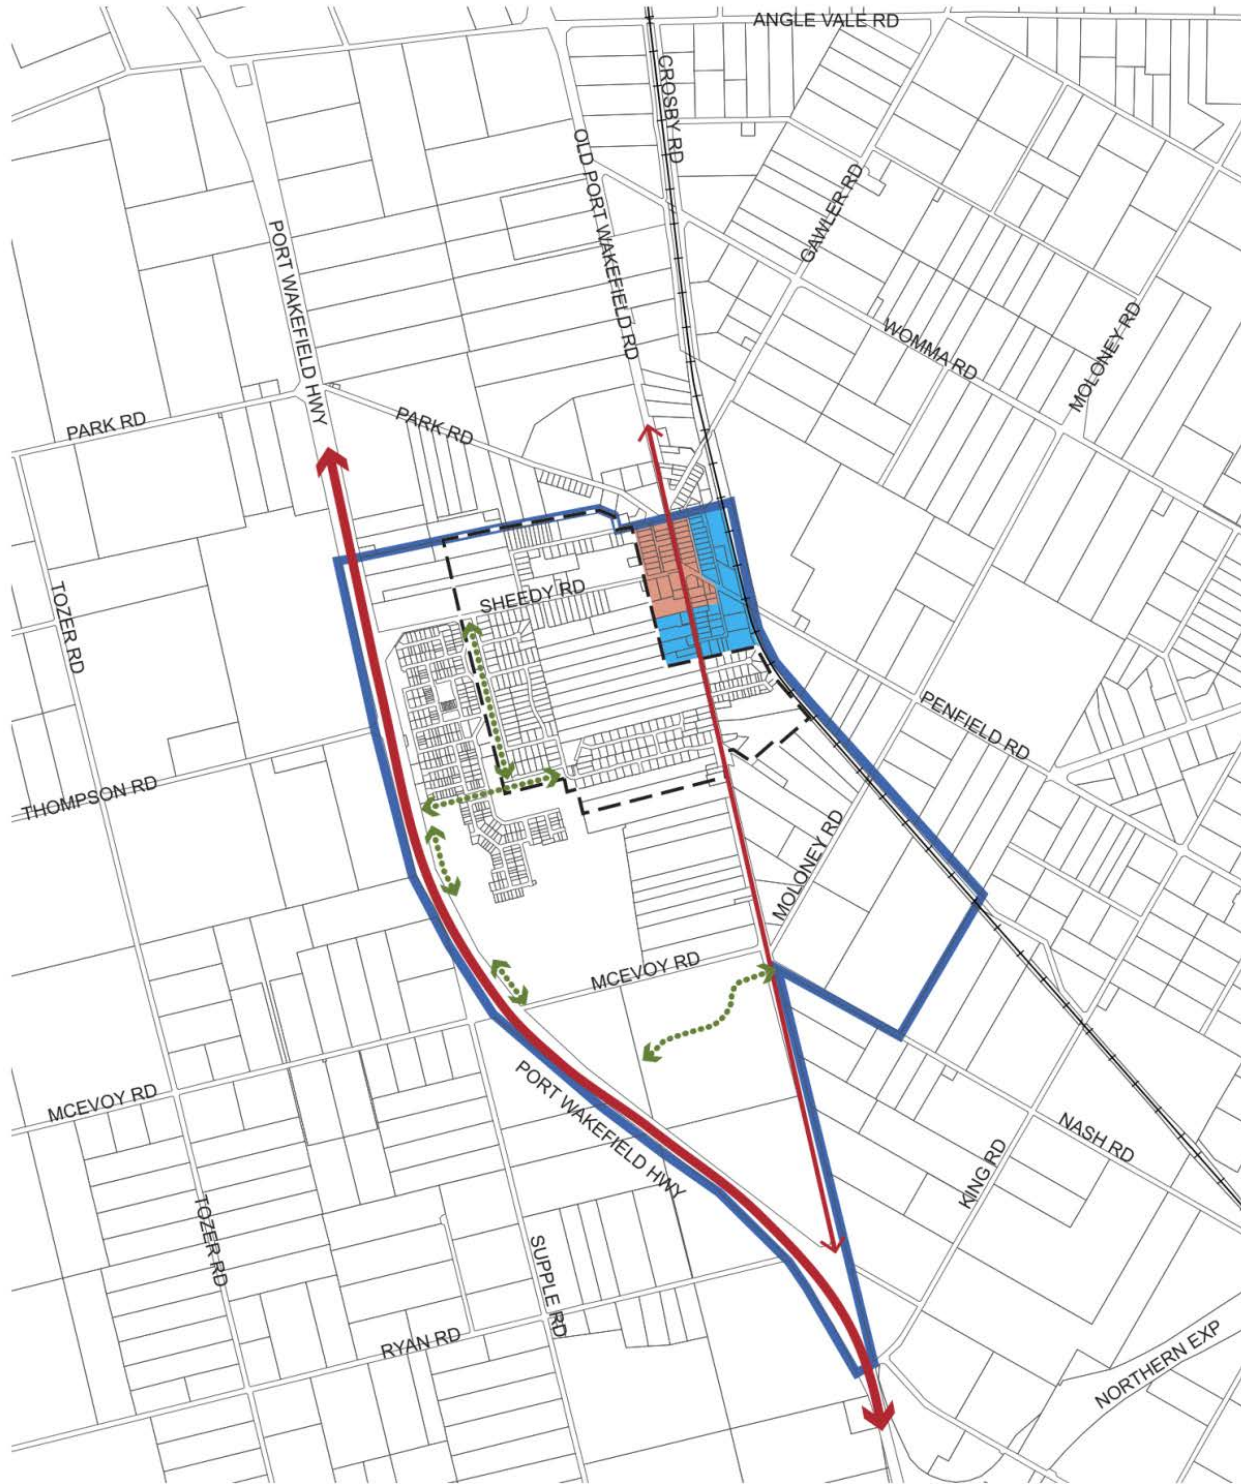 ANGLE VALE RD
CROSBY RD
OLD PORT WAKEFIELD RD
GAWLER RD
PORT WAKEFIELD HWY
WOMMA RD
MOLONEY RD
PARK RD
PARK RD
TOZER RD
SHEEDY RD
PENFIELD RD
THOMPSON RD
MOLONEY RD
MCEVOY RD
MCEVOY RD
PORT WAKEFIELD HWY
NASH RD
KING RD
TOZER RD
SUPPLE RD
RYAN RD
NORTHERN EXP